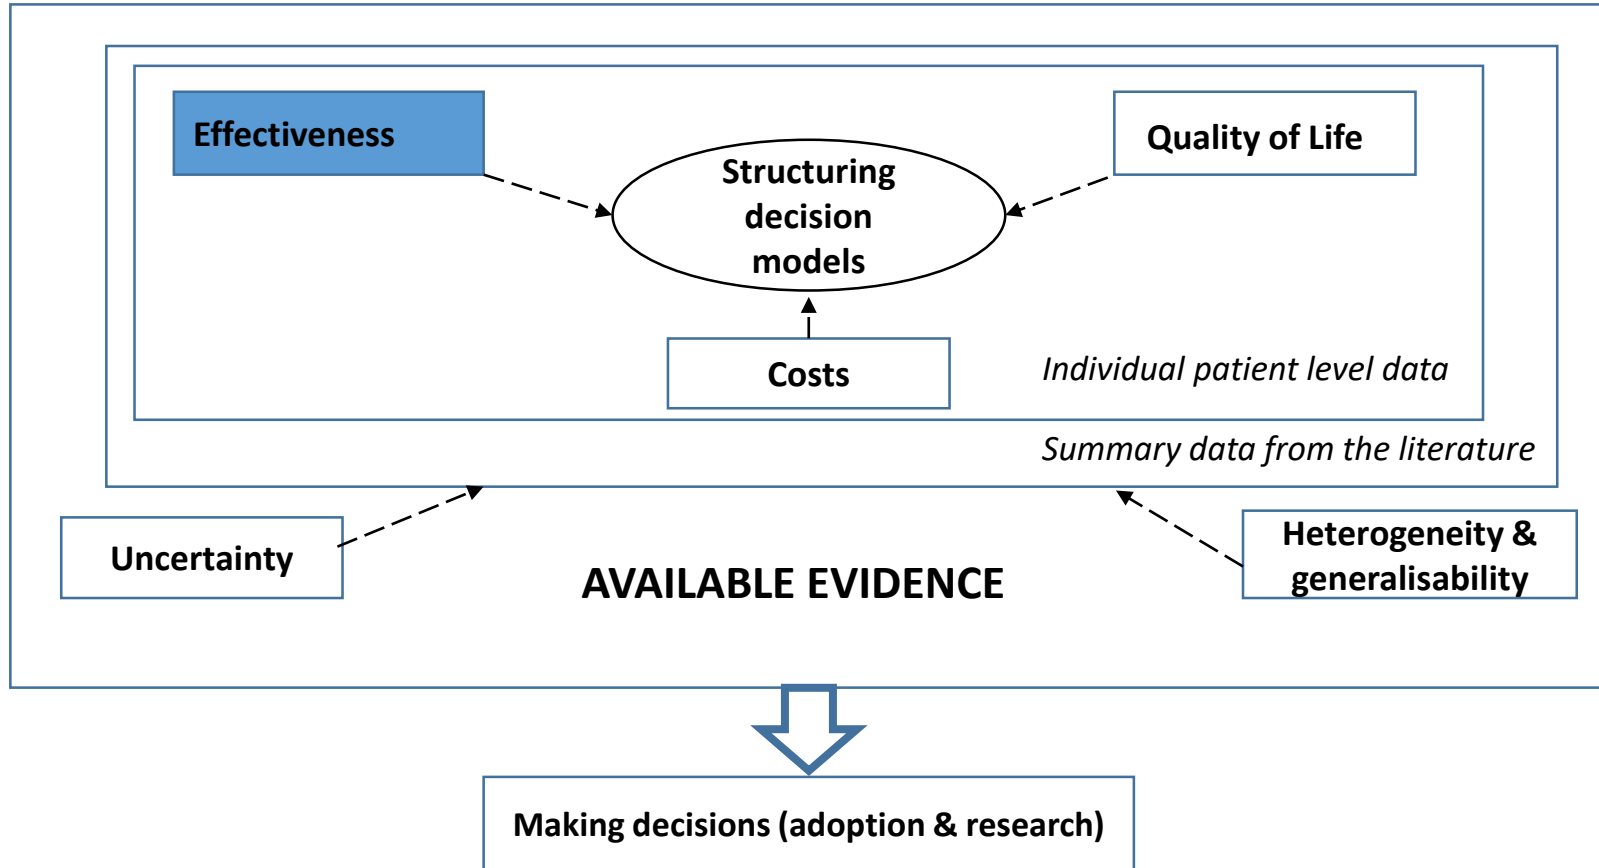 Effectiveness
Quality of Life
Structuring
decision
models
Costs
Individual patient level data
Summary data from the literature
Uncertainty
Heterogeneity &
generalisability
AVAILABLE EVIDENCE
Making decisions (adoption & research)